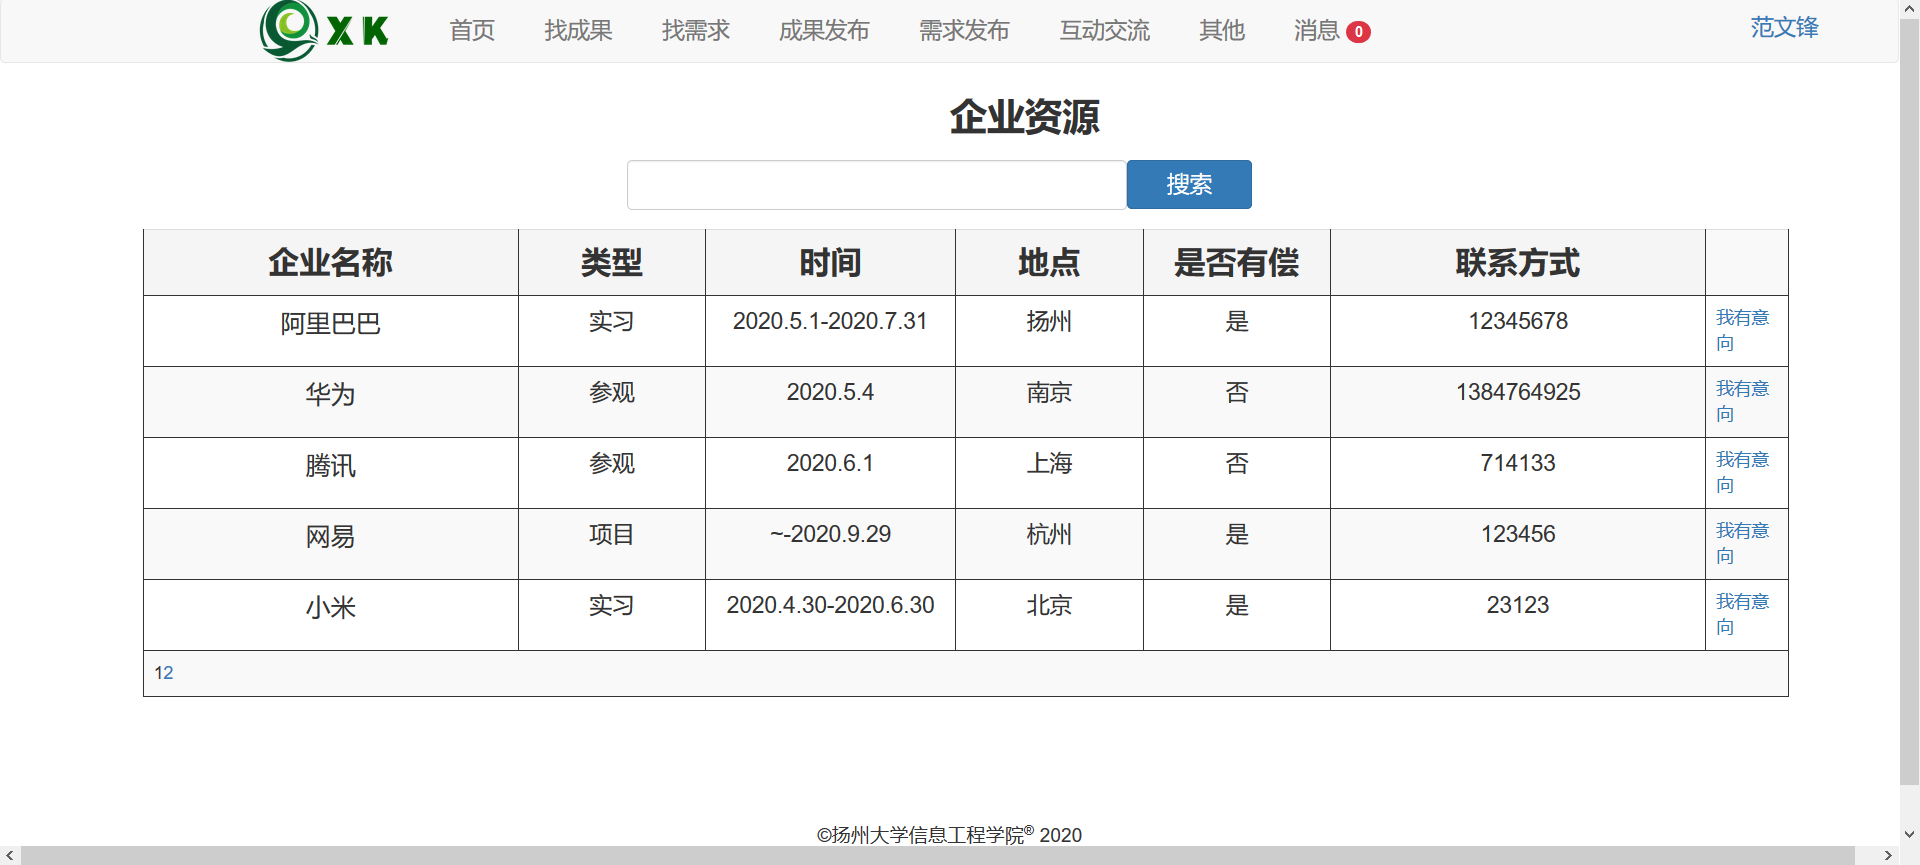 XK 首页 找成果 找需求 成果发布 需求发布 互动交流 其他 消息 0 范文锋
企业资源
搜索
企业名称 类型 时间 地点 是否有偿 联系方式
阿里巴巴 实习 2020.5.1-2020.7.31 扬州 是 12345678 我有意
向
华为 参观 2020.5.4 南京 否 1384764925 我有意
向
腾讯 参观 2020.6.1 上海 否 714133 我有意
向
网易 项目 ~-2020.9.29 杭州 是 123456 我有意
向
小米 实习 2020.4.30-2020.6.30 北京 是 23123 我有意
向
12
©扬州大学信息工程学院® 2020